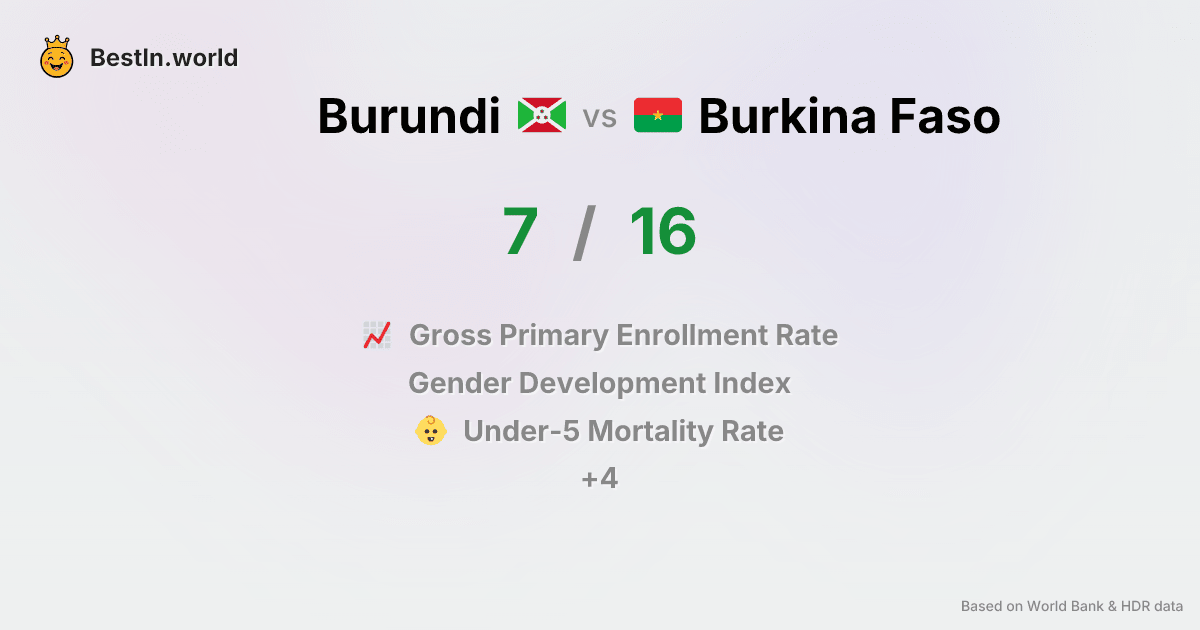 BestIn.world
Burundi vs Burkina Faso
7 / 16
Gross Primary Enrollment Rate
Gender Development Index
Under-5 Mortality Rate
+4
Based on World Bank & HDR data